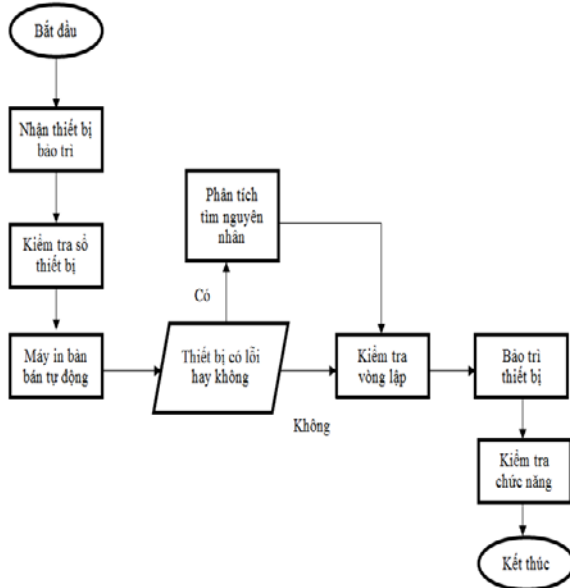 Bắt đầu
Nhận thiết bị
bảo trì
Kiểm tra sổ
thiết bị
Máy in bàn
bán tự động
Thiết bị có lỗi
hay không
Có
Phân tích
tìm nguyên
nhân
Không
Kiểm tra
vòng lập
Bảo trì
thiết bị
Kiểm tra
chức năng
Kết thúc